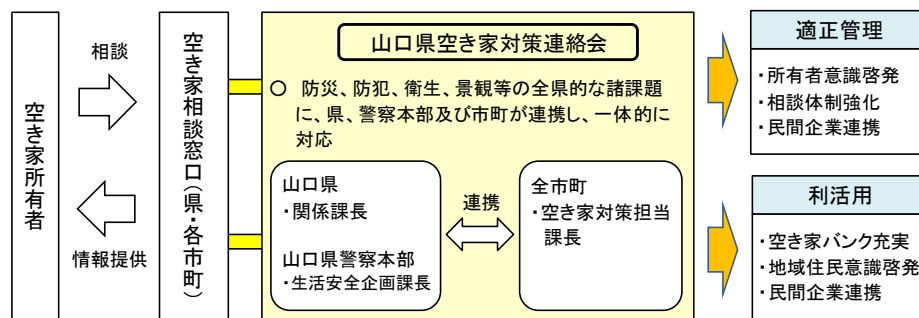 空き家所有者
相談
情報提供
空き家相談窓口(県・各市町)
山口県空き家対策連絡会
○ 防災、防犯、衛生、景観等の全県的な諸課題
に、県、警察本部及び市町が連携し、一体的に
対応
山口県
・関係課長
山口県警察本部
・生活安全企画課長
連携
全市町
・空き家対策担当
課長
適正管理
・所有者意識啓発
・相談体制強化
・民間企業連携
利活用
・空き家バンク充実
・地域住民意識啓発
・民間企業連携